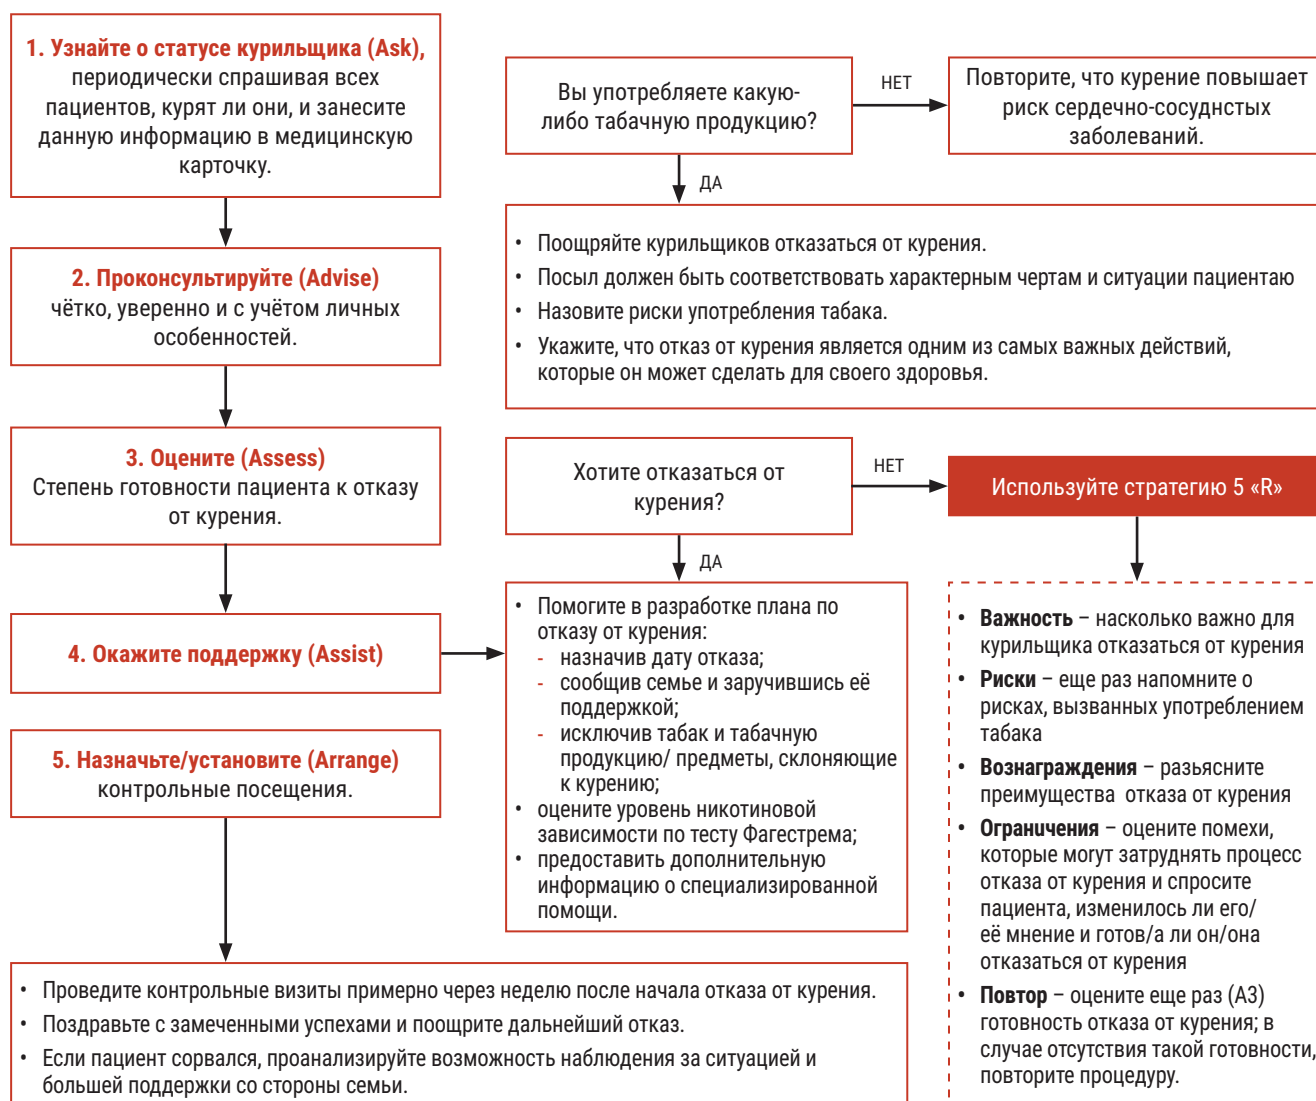 1. Узнайте о статусе курильщика (Ask),
периодически спрашивая всех
пациентов, курят ли они, и занесите
данную информацию в медицинскую
карточку.
Вы употребляете какую-
либо табачную продукцию?
НЕТ
Повторите, что курение повышает
риск сердечно-сосуднстых
заболеваний.
ДА
2. Проконсультируйте (Advise)
чётко, уверенно и с учётом личных
особенностей.
• Поощряйте курильщиков отказаться от курения.
• Посыл должен быть соответствовать характерным чертам и ситуации пациентаю
• Назовите риски употребления табака.
• Укажите, что отказ от курения является одним из самых важных действий,
которые он может сделать для своего здоровья.
3. Оцените (Assess)
Степень готовности пациента к отказу
от курения.
Хотите отказаться от
курения?
НЕТ
Используйте стратегию 5 «R»
ДА
4. Окажите поддержку (Assist)
• Помогите в разработке плана по
отказу от курения:
- назначив дату отказа;
- сообщив семье и заручившись её
поддержкой;
- исключив табак и табачную
продукцию/ предметы, склоняющие
к курению;
• оцените уровень никотиновой
зависимости по тесту Фагестрема;
• предоставить дополнительную
информацию о специализированной
помощи.
• Важность – насколько важно для
курильщика отказаться от курения
• Риски – еще раз напомните о
рисках, вызванных употреблением
табака
• Вознаграждения – разьясните
преимущества отказа от курения
• Ограничения – оцените помехи,
которые могут затруднять процесс
отказа от курения и спросите
пациента, изменилось ли его/
её мнение и готов/а ли он/она
отказаться от курения
• Повтор – оцените еще раз (А3)
готовность отказа от курения; в
случае отсутствия такой готовности,
повторите процедуру.
5. Назначьте/установите (Arrange)
контрольные посещения.
• Проведите контрольные визиты примерно через неделю после начала отказа от курения.
• Поздравьте с замеченными успехами и поощрите дальнейший отказ.
• Если пациент сорвался, проанализируйте возможность наблюдения за ситуацией и
большей поддержки со стороны семьи.